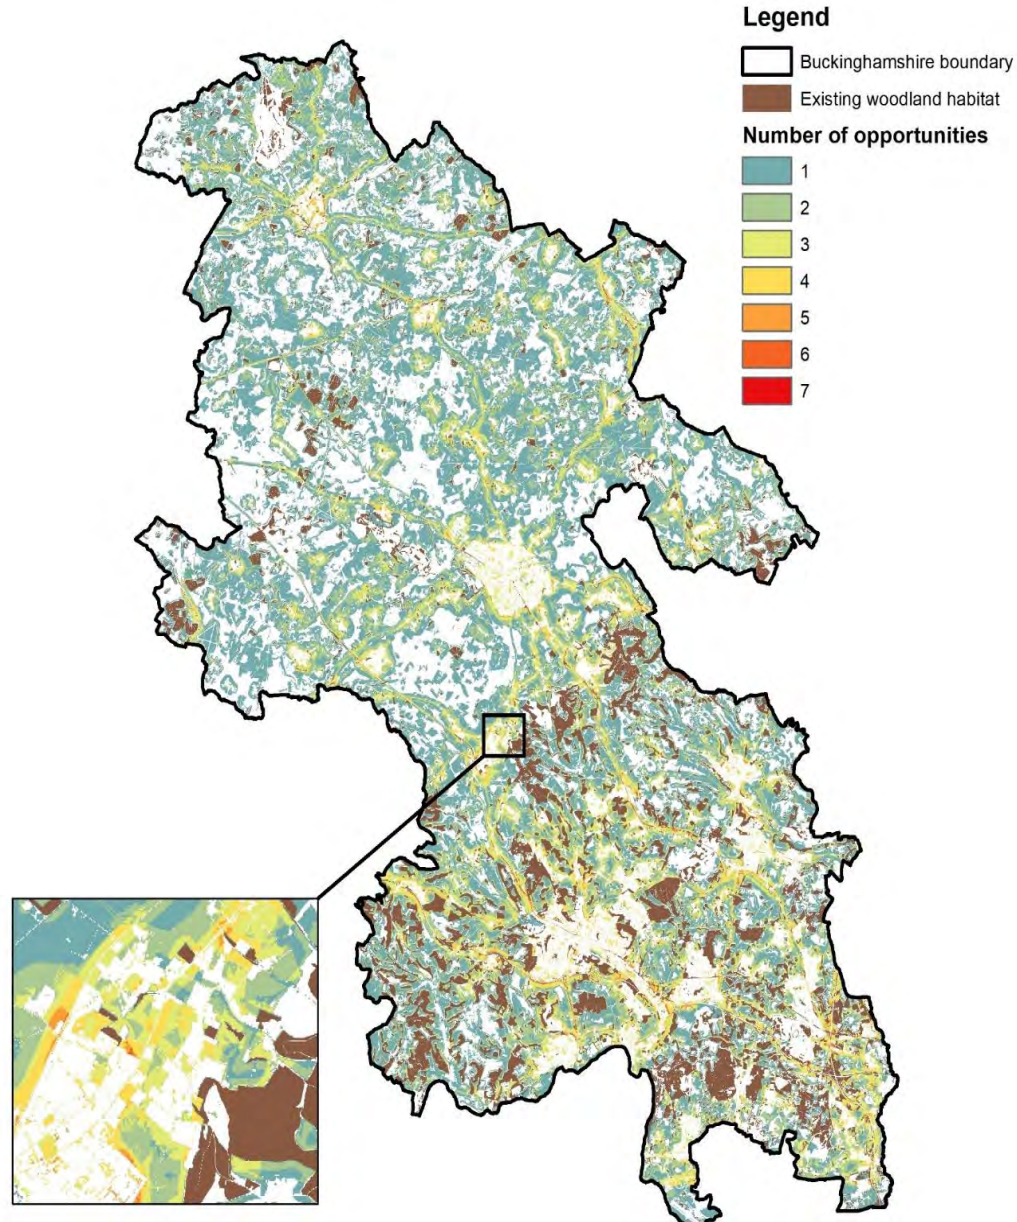 Legend
Buckinghamshire boundary
Existing woodland habitat
Number of opportunities
1
2
3
4
5
6
7